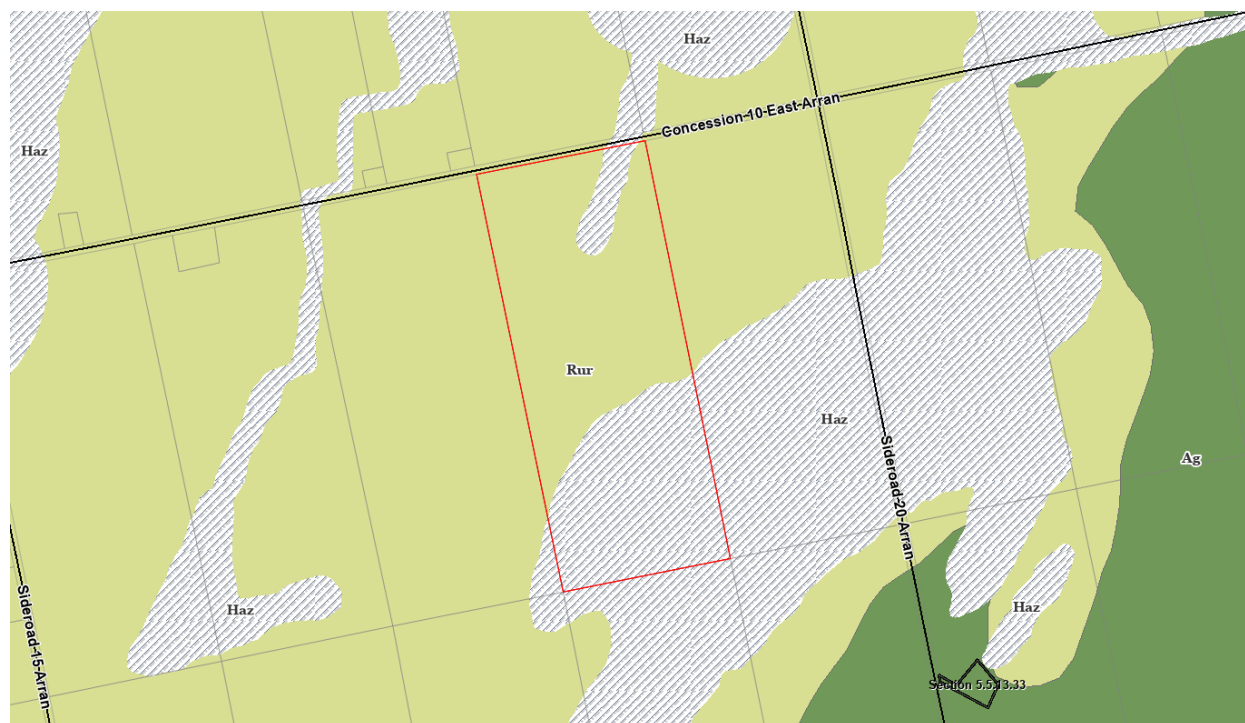 Haz
Concession 10 East Arran
Haz
Rur
Haz
Sideroad 20 Arran
Ag
Sideroad 15 Arran
Haz
Haz
Section 5.5.13.33